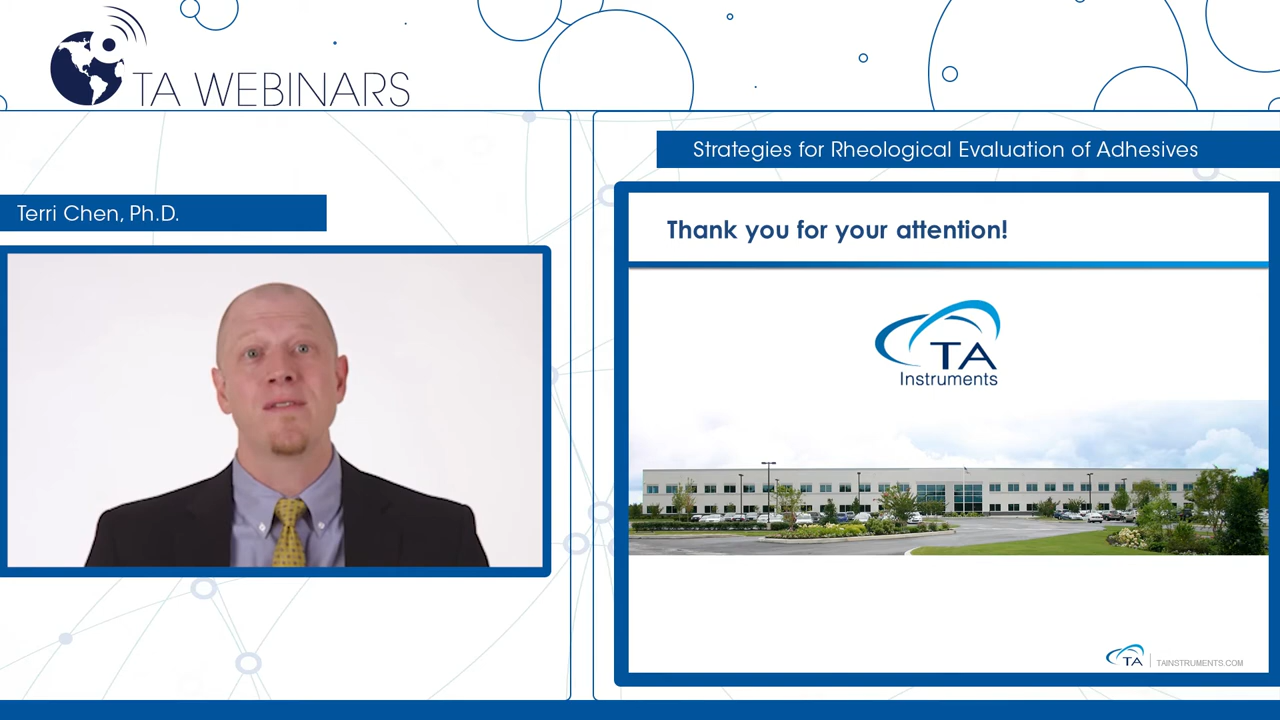 TA WEBINARS
Terri Chen, Ph.D.
Strategies for Rheological Evaluation of Adhesives
Thank you for your attention!
TA
Instruments
TA
TAINSTRUMENTS.COM